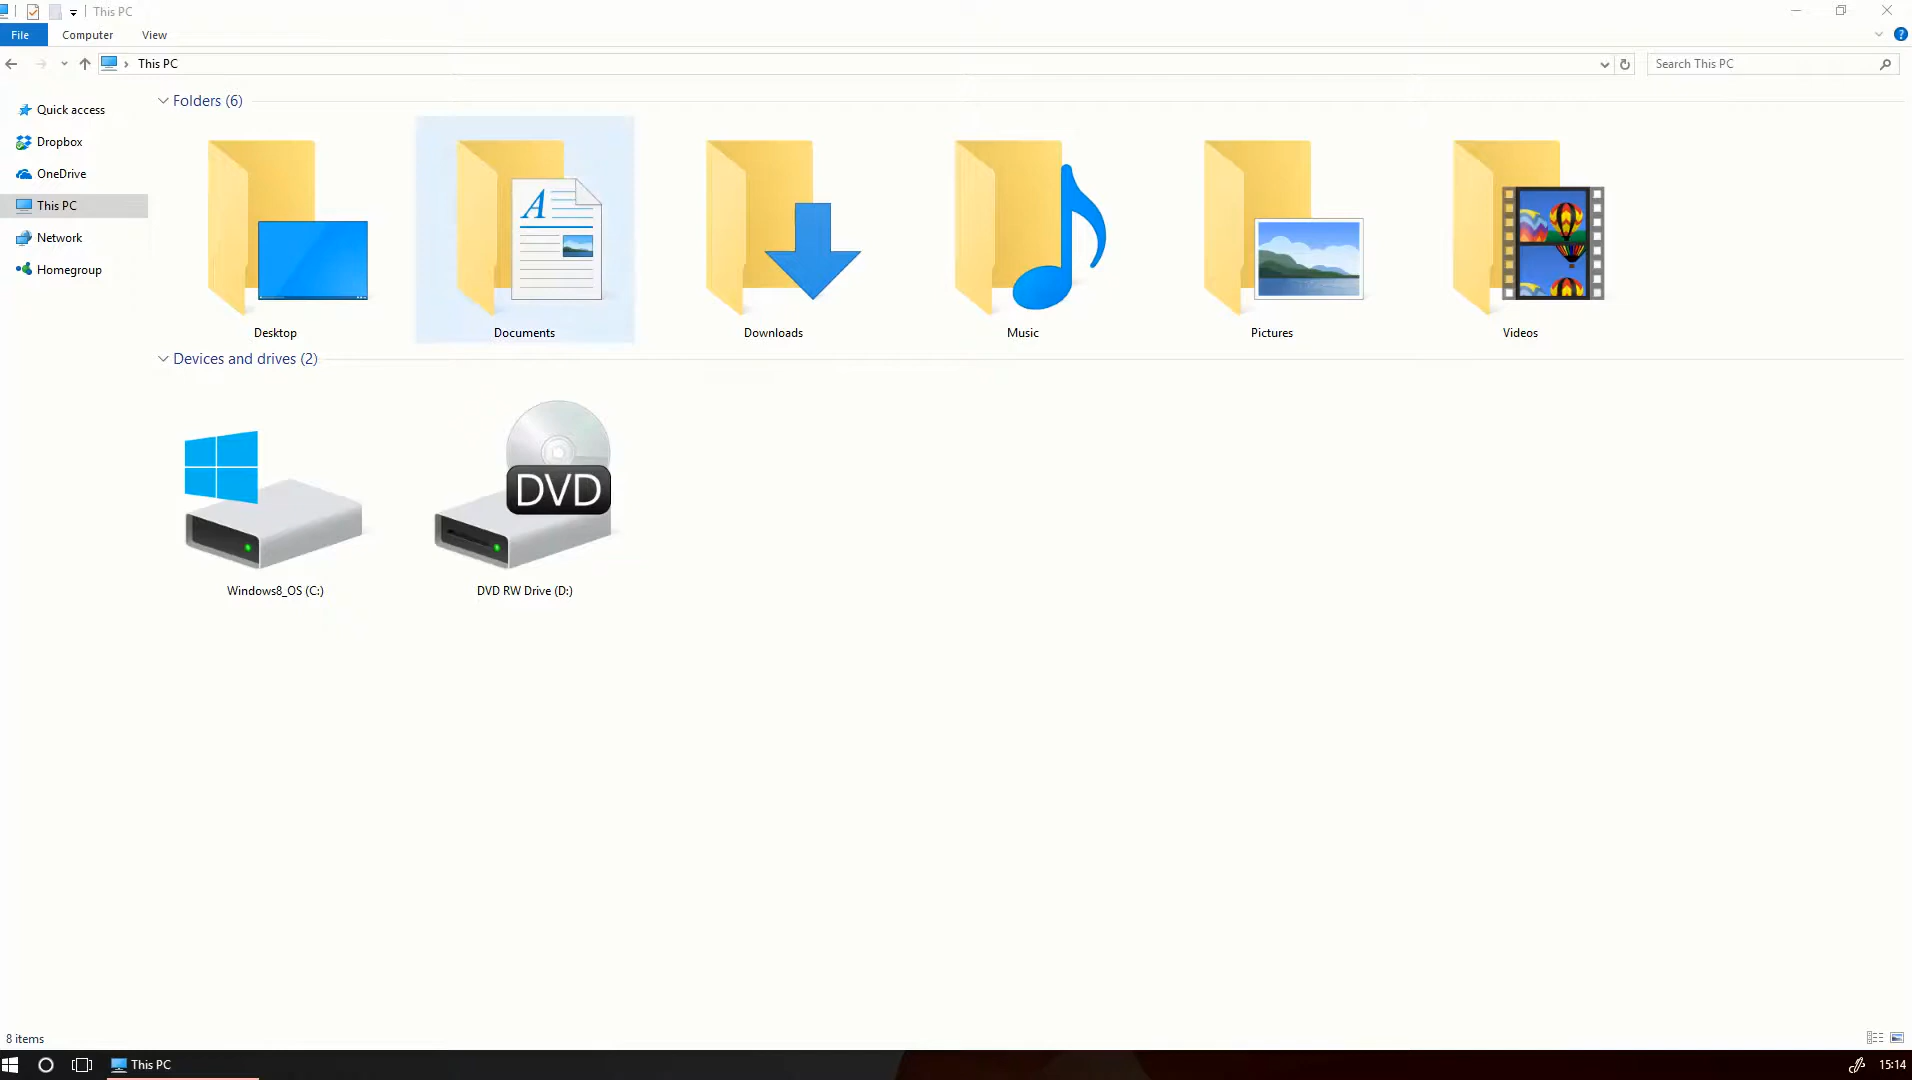 This PC
File Computer View
This PC
Search This PC
Quick access
Dropbox
OneDrive
This PC
Network
Homegroup
Folders (6)
A
Desktop
Documents
Downloads
Music
Pictures
Videos
Devices and drives (2)
DVD
Windows8_OS (C:)
DVD RW Drive (D:)
8 items
This PC
15:14